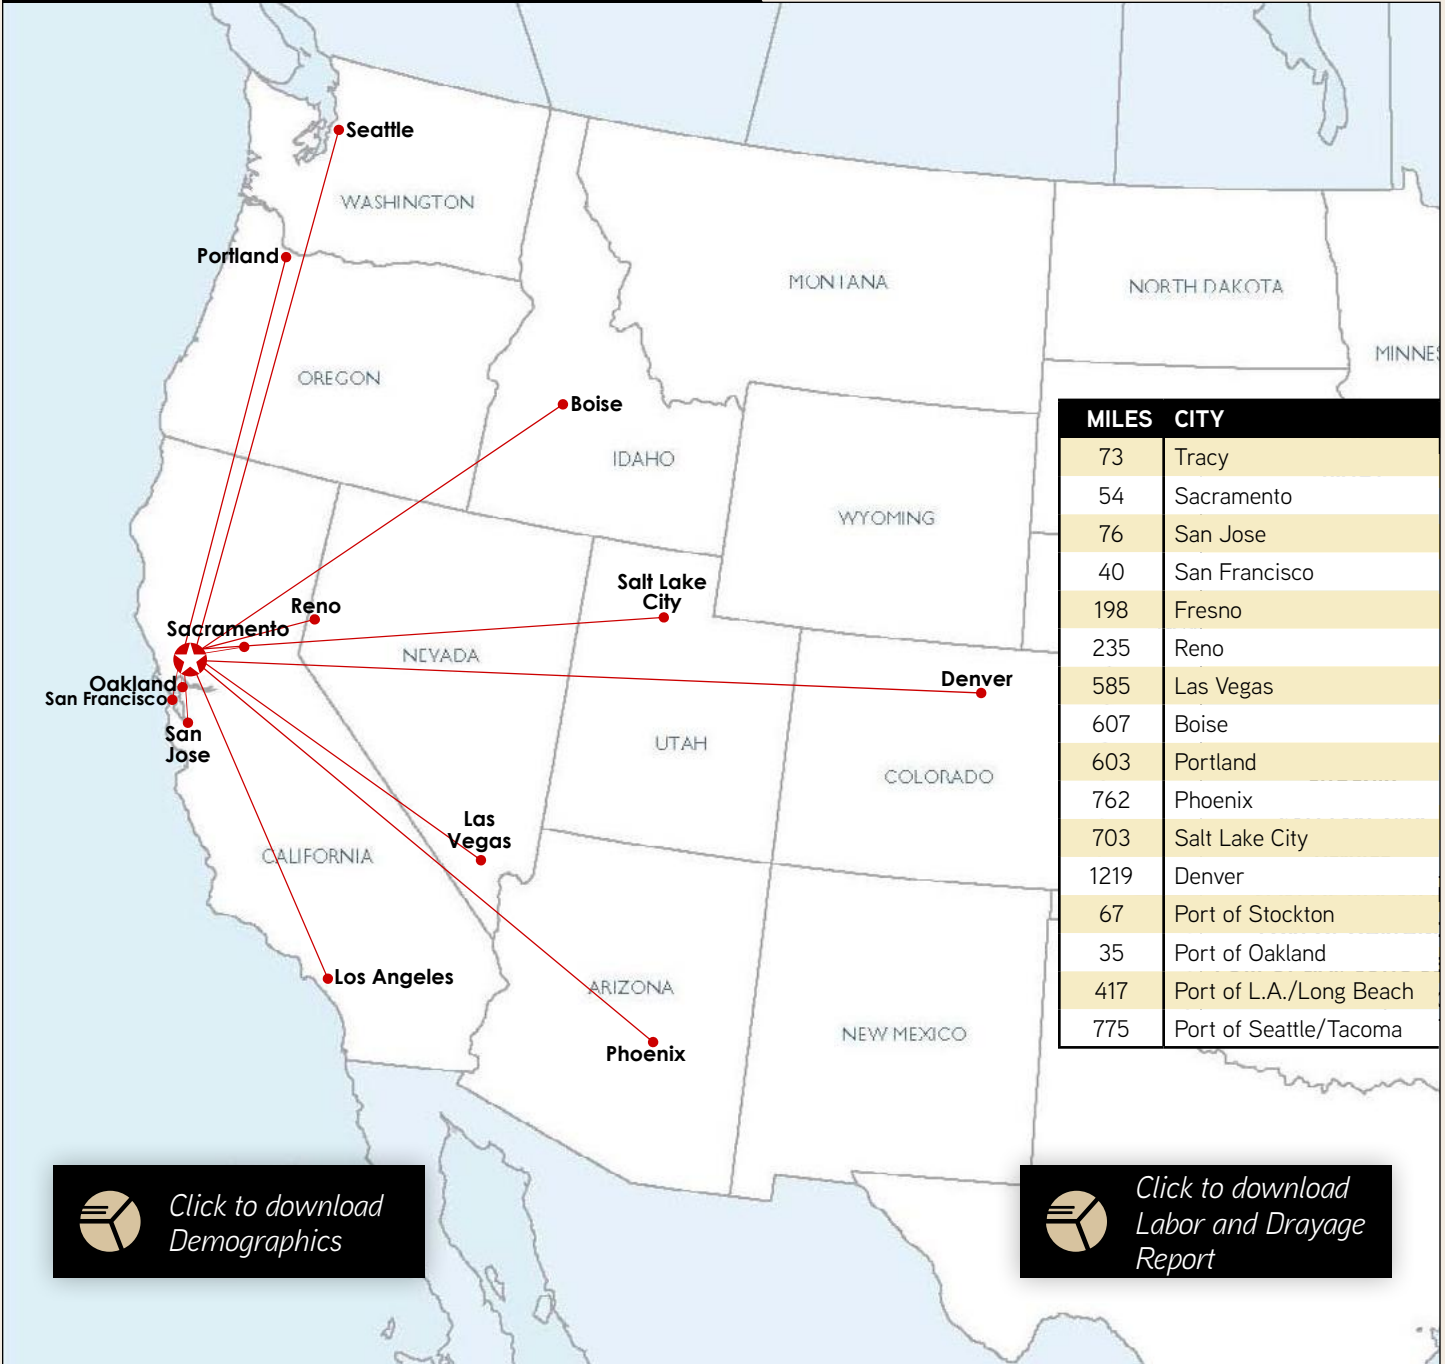 Seattle
WASHINGTON
Portland
MONTANA
NORTH DAKOTA
MINNES
OREGON
Boise
IDAHO
WYOMING
Salt Lake
City
Reno
Sacramento
NEVADA
Oakland
San Francisco
San
Jose
Denver
UTAH
COLORADO
Las
Vegas
CALIFORNIA
Los Angeles
ARIZONA
NEW MEXICO
Phoenix
MILES CITY
73 Tracy
54 Sacramento
76 San Jose
40 San Francisco
198 Fresno
235 Reno
585 Las Vegas
607 Boise
603 Portland
762 Phoenix
703 Salt Lake City
1219 Denver
67 Port of Stockton
35 Port of Oakland
417 Port of L.A./Long Beach
775 Port of Seattle/Tacoma
Click to download
Demographics
Click to download
Labor and Drayage
Report